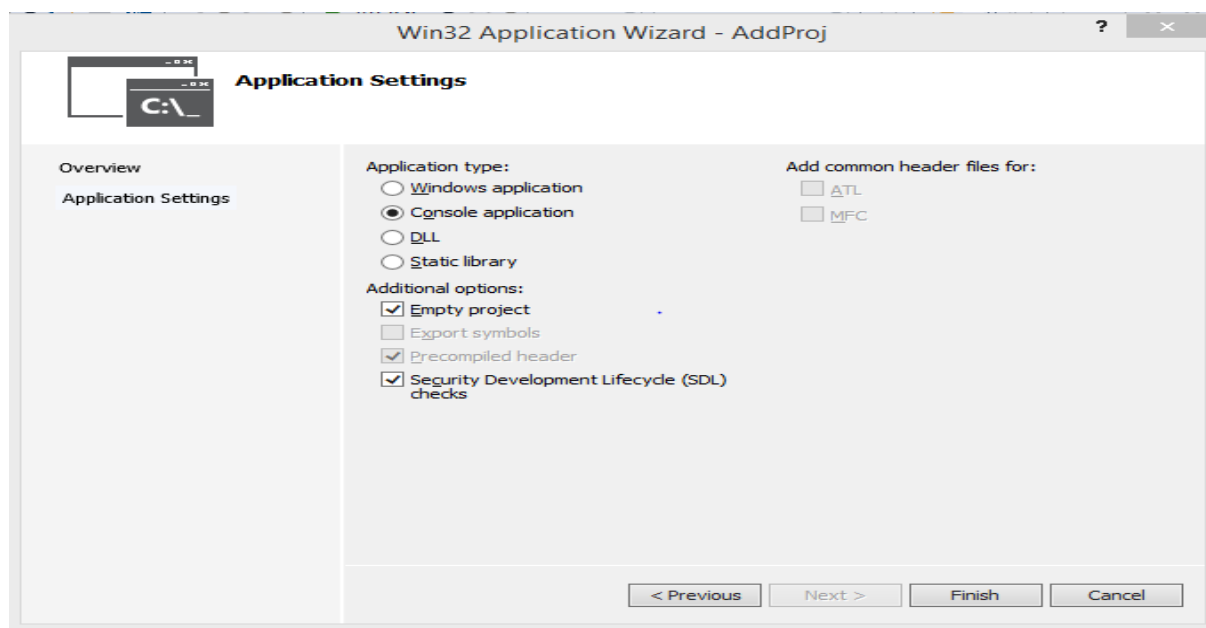 Win32 Application Wizard - AddProj
?
C:\_
Application Settings
Overview
Application Settings
Application type:
Windows application
Console application
DLL
Static library
Additional options:
Empty project
Export symbols
Precompiled header
Security Development Lifecycle (SDL)
checks
Add common header files for:
ATL
MFC
< Previous
Next >
Finish
Cancel